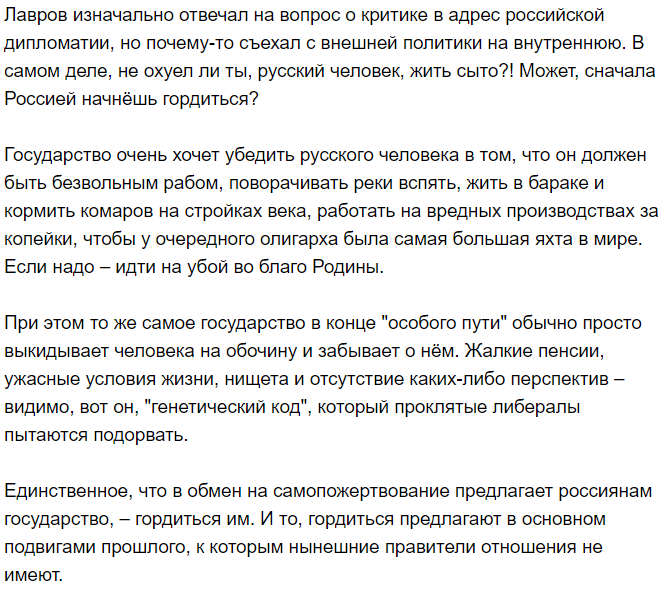 Лавров изначально отвечал на вопрос о критике в адрес российской
дипломатии, но почему-то съехал с внешней политики на внутреннюю. В
самом деле, не охуел ли ты, русский человек, жить сыто?! Может, сначала
Россией начнёшь гордиться?
Государство очень хочет убедить русского человека в том, что он должен
быть безвольным рабом, поворачивать реки вспять, жить в бараке и
кормить комаров на стройках века, работать на вредных производствах за
копейки, чтобы у очередного олигарха была самая большая яхта в мире.
Если надо – идти на убой во благо Родины.
При этом то же самое государство в конце "особого пути" обычно просто
выкидывает человека на обочину и забывает о нём. Жалкие пенсии,
ужасные условия жизни, нищета и отсутствие каких-либо перспектив –
видимо, вот он, "генетический код", который проклятые либералы
пытаются подорвать.
Единственное, что в обмен на самопожертвование предлагает россиянам
государство, – гордиться им. И то, гордиться предлагают в основном
подвигами прошлого, к которым нынешние правители отношения не
имеют.